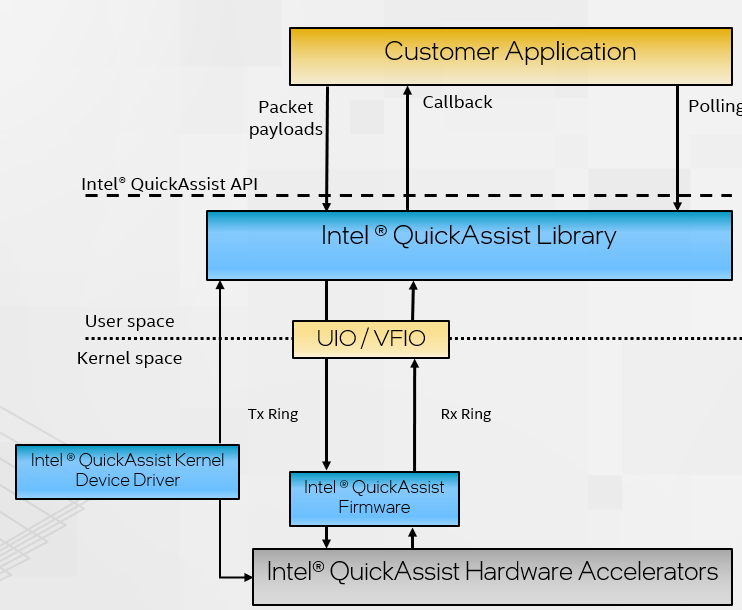 Customer Application
Packet
payloads
Callback
Polling
Intel® QuickAssist API
Intel ® QuickAssist Library
User space
UIO / VFIO
Kernel space
Tx Ring
Rx Ring
Intel ® QuickAssist Kernel
Device Driver
Intel ® QuickAssist
Firmware
Intel® QuickAssist Hardware Accelerators